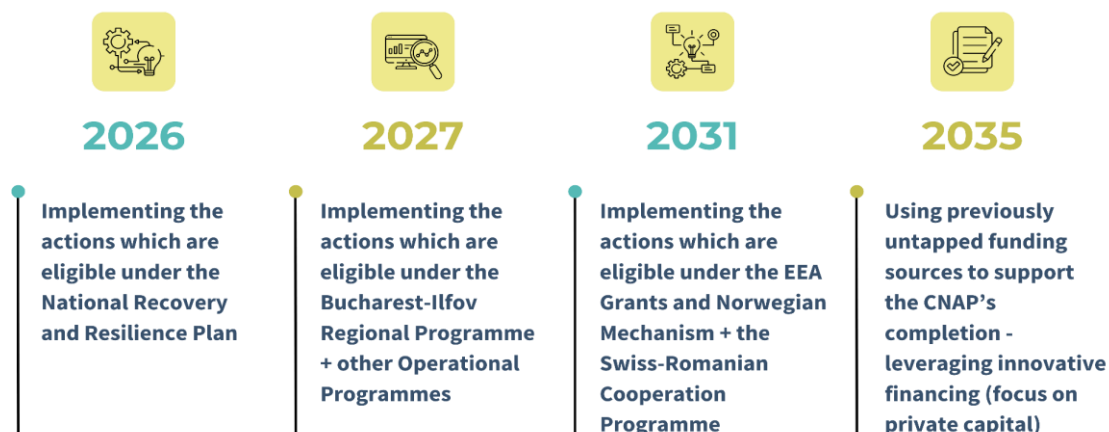 2026
Implementing the
actions which are
eligible under the
National Recovery
and Resilience Plan
2027
Implementing the
actions which are
eligible under the
Bucharest-Ilfov
Regional Programme
+ other Operational
Programmes
2031
Implementing the
actions which are
eligible under the EEA
Grants and Norwegian
Mechanism + the
Swiss-Romanian
Cooperation
Programme
2035
Using previously
untapped funding
sources to support
the CNAP’s
completion -
leveraging innovative
financing (focus on
private capital)